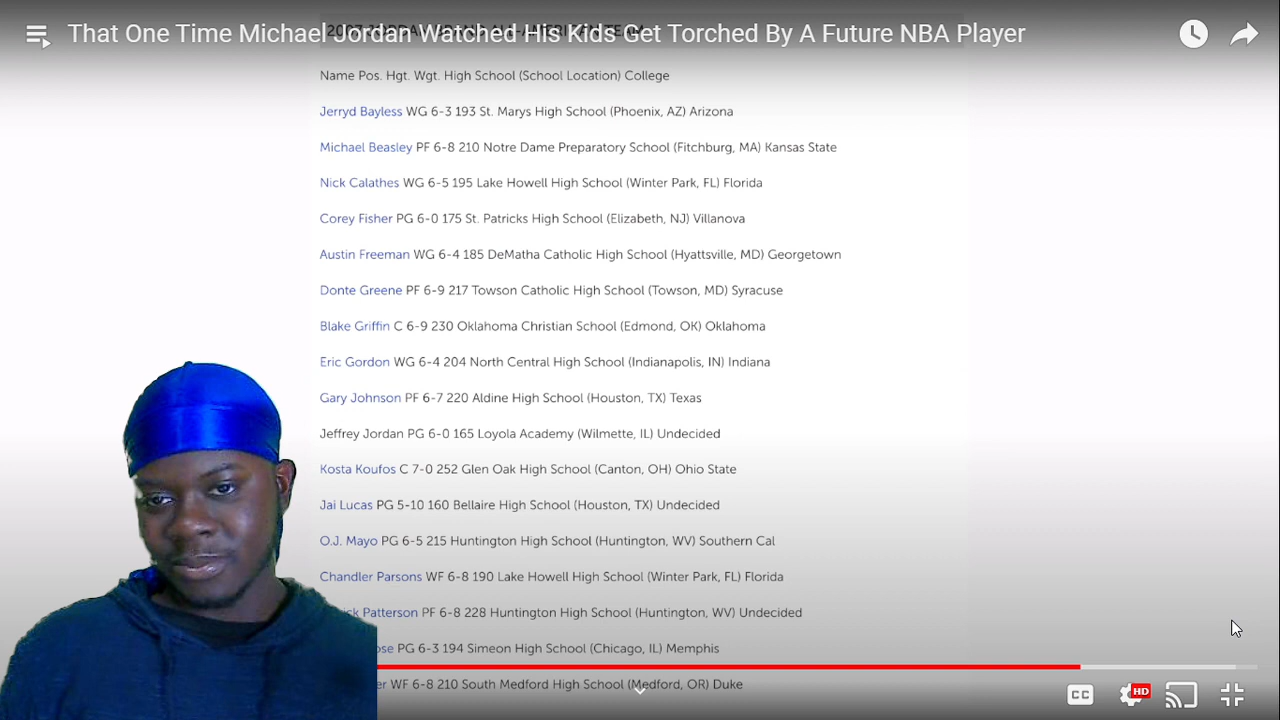 That One Time Michael Jordan Watched His Kids Get Torched By A Future NBA Player
Name Pos. Hgt. Wgt. High School (School Location) College
Jerryd Bayless WG 6-3 193 St. Marys High School (Phoenix, AZ) Arizona
Michael Beasley PF 6-8 210 Notre Dame Preparatory School (Fitchburg, MA) Kansas State
Nick Calathes WG 6-5 195 Lake Howell High School (Winter Park, FL) Florida
Corey Fisher PG 6-0 175 St. Patricks High School (Elizabeth, NJ) Villanova
Austin Freeman WG 6-4 185 DeMatha Catholic High School (Hyattsville, MD) Georgetown
Donte Greene PF 6-9 217 Towson Catholic High School (Towson, MD) Syracuse
Blake Griffin C 6-9 230 Oklahoma Christian School (Edmond, OK) Oklahoma
Eric Gordon WG 6-4 204 North Central High School (Indianapolis, IN) Indiana
Gary Johnson PF 6-7 220 Aldine High School (Houston, TX) Texas
Jeffrey Jordan PG 6-0 165 Loyola Academy (Wilmette, IL) Undecided
Kosta Koufos C 7-0 252 Glen Oak High School (Canton, OH) Ohio State
Jai Lucas PG 5-10 160 Bellaire High School (Houston, TX) Undecided
O.J. Mayo PG 6-5 215 Huntington High School (Huntington, WV) Southern Cal
Chandler Parsons WF 6-8 190 Lake Howell High School (Winter Park, FL) Florida
Patterson PF 6-8 228 Huntington High School (Huntington, WV) Undecided
PG 6-3 194 Simeon High School (Chicago, IL) Memphis
WF 6-8 210 South Medford High School (Medford, OR) Duke
CC HD